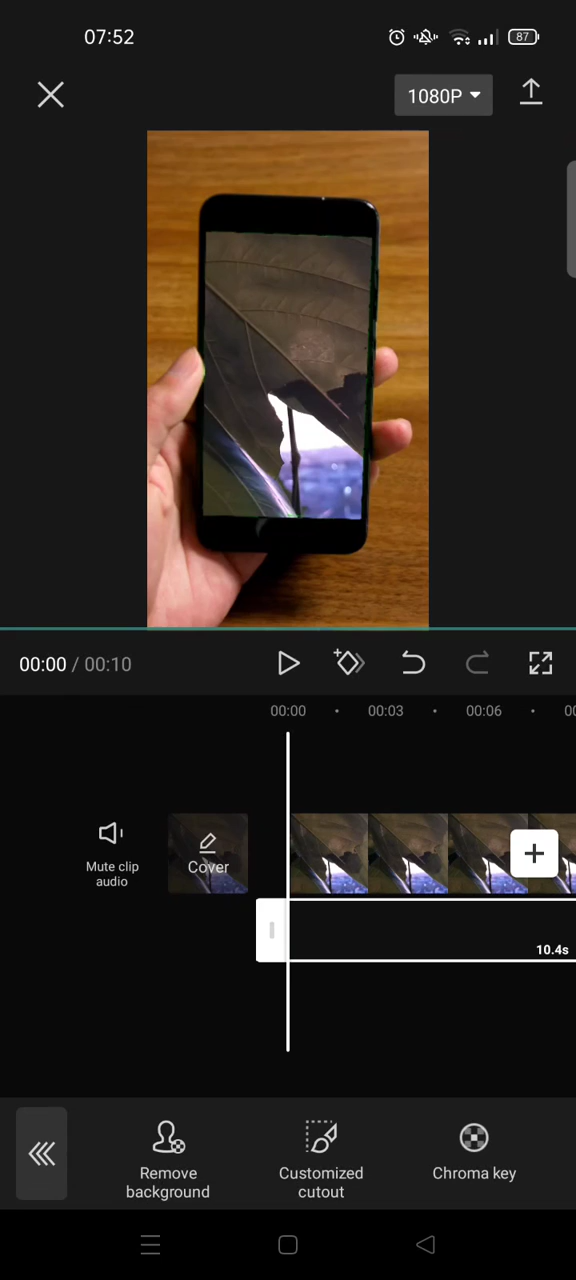 07:52
87
1080P
00:00 / 00:10
00:00
00:03
00:06
00
Mute clip
audio
Cover
10.4s
Remove
background
Customized
cutout
Chroma key